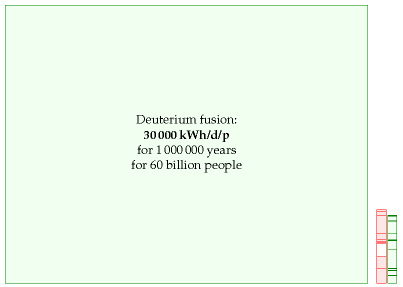 Deuterium fusion:
30 000 kWh/d/p
for 1 000 000 years
for 60 billion people